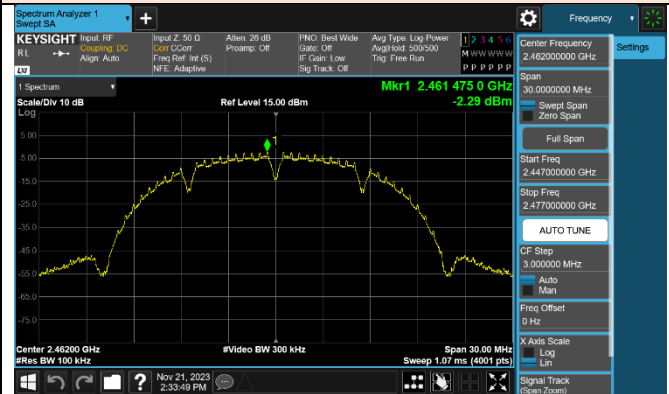 Spectrum Analyzer 1
Swept SA
Frequency
KEYSIGHT
RL
LXI
Input: RF
Coupling: DC
Align: Auto
Input Z: 50 Ω
Corr CCorr
Freq Ref: Int (S)
NFE: Adaptive
Atten: 26 dB
Preamp: Off
PNO: Best Wide
Gate: Off
IF Gain: Low
Sig Track: Off
Avg Type: Log-Power
Avg|Hold: 500/500
Trig: Free Run
1 2 3 4 5 6
M W W W W W
P P P P P P
1 Spectrum
Scale/Div 10 dB
Log
Ref Level 15.00 dBm
Mkr1 2.461 475 0 GHz
-2.29 dBm
5.00
-5.00
-15.0
-25.0
-35.0
-45.0
-55.0
-65.0
-75.0
1
Center 2.46200 GHz
#Res BW 100 kHz
#Video BW 300 kHz
Span 30.00 MHz
Sweep 1.07 ms (4001 pts)
Nov 21, 2023
2:33:49 PM
Center Frequency
2.462000000 GHz
Settings
Span
30.0000000 MHz
Swept Span
Zero Span
Full Span
Start Freq
2.447000000 GHz
Stop Freq
2.477000000 GHz
AUTO TUNE
CF Step
3.000000 MHz
Auto
Man
Freq Offset
0 Hz
X Axis Scale
Log
Lin
Signal Track
(Span Zoom)